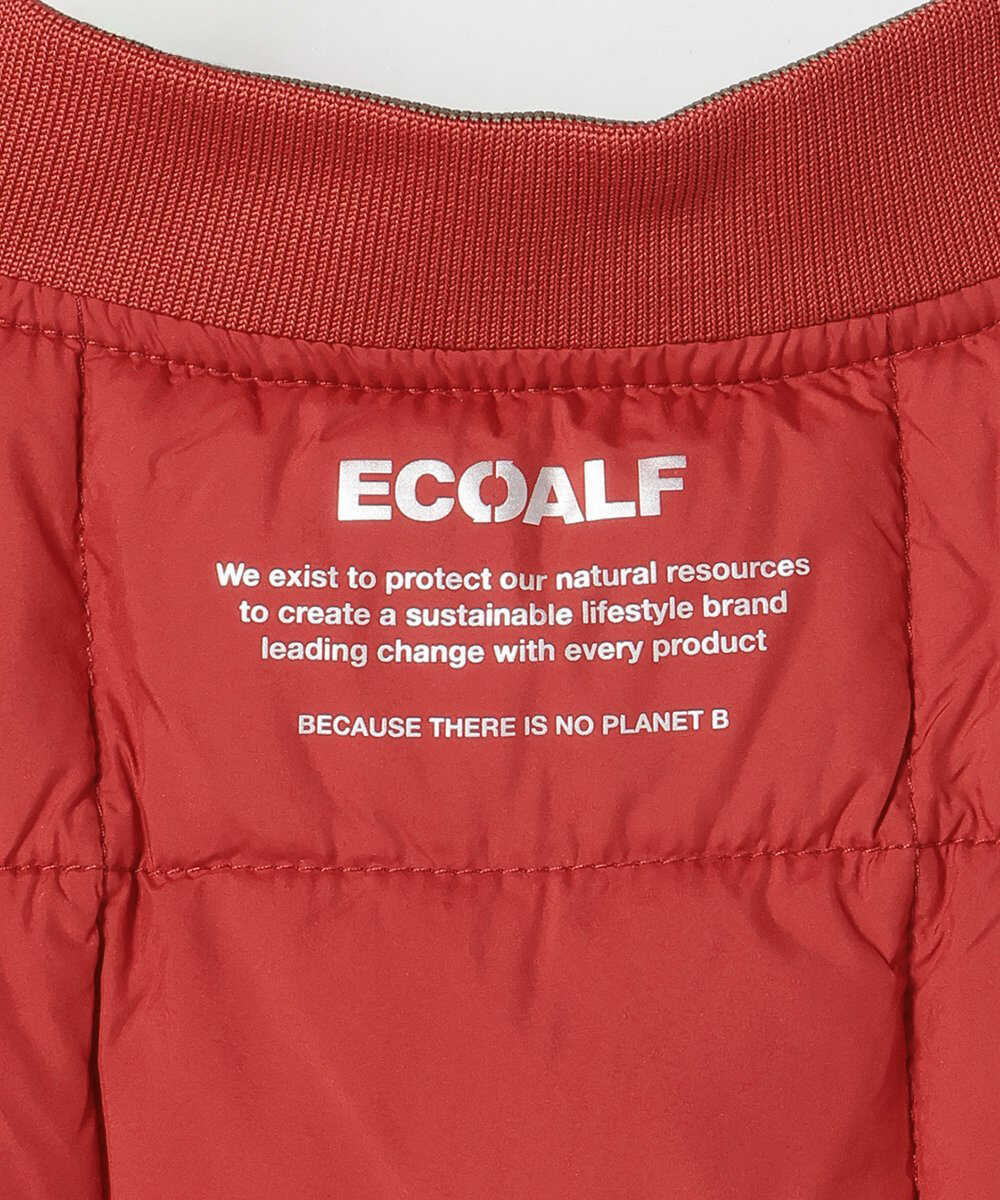 ECOALF
We exist to protect our natural resources
to create a sustainable lifestyle brand
leading change with every product
BECAUSE THERE IS NO PLANET B